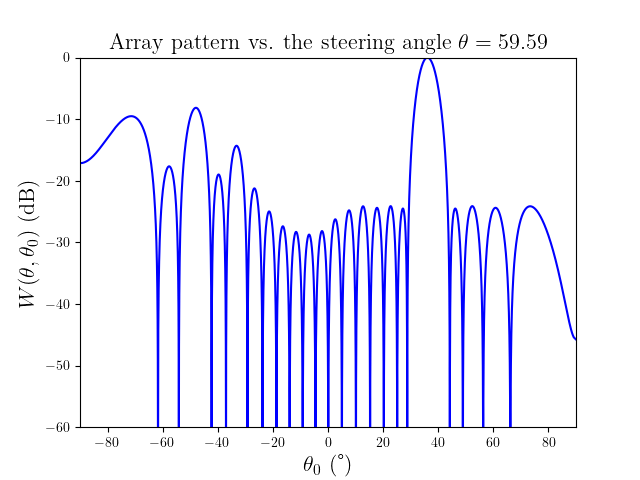 Array pattern vs. the steering angle θ = 59.59
0
−10
−20
−30
−40
−50
−60
W(θ, θ₀) (dB)
−80 −60 −40 −20 0 20 40 60 80
θ₀ (°)